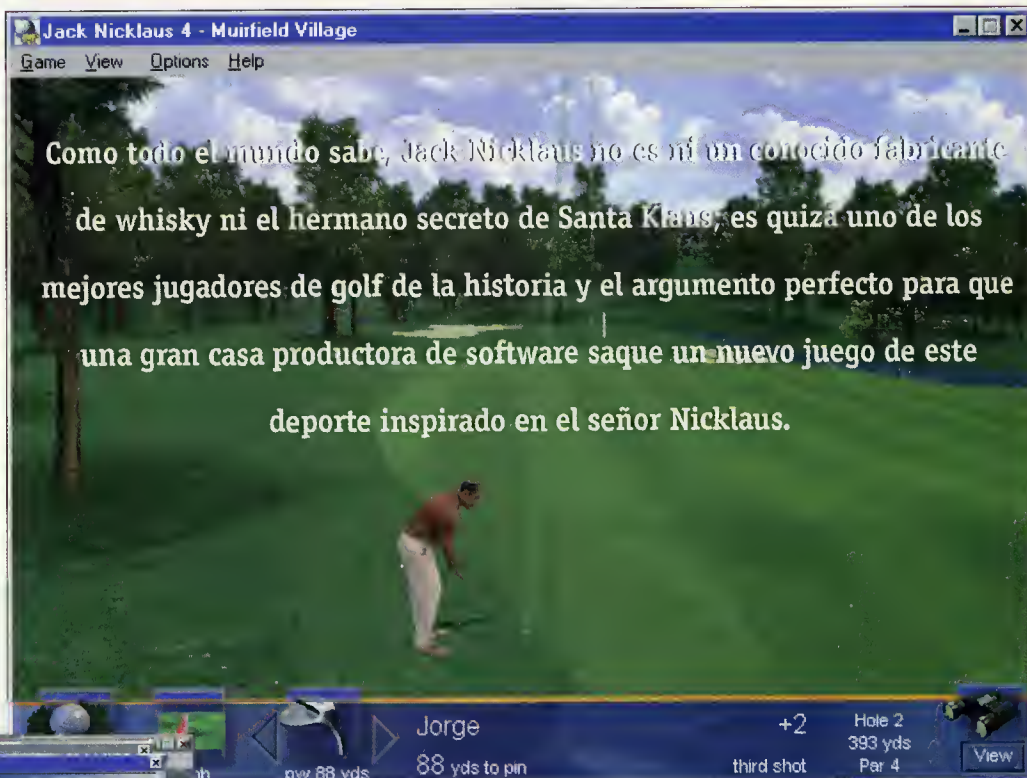 Jack Nicklaus 4 - Muirfield Village
Game View Options Help
Como todo el mundo sabe, Jack Nicklaus no es ni un conocido fabricante
de whisky ni el hermano secreto de Santa Klaus, es quiza uno de los
mejores jugadores de golf de la historia y el argumento perfecto para que
una gran casa productora de software saque un nuevo juego de este
deporte inspirado en el señor Nicklaus.
Jorge +2 Hole 2
393 yds
pw 88 yds 88 yds to pin third shot Par 4 View